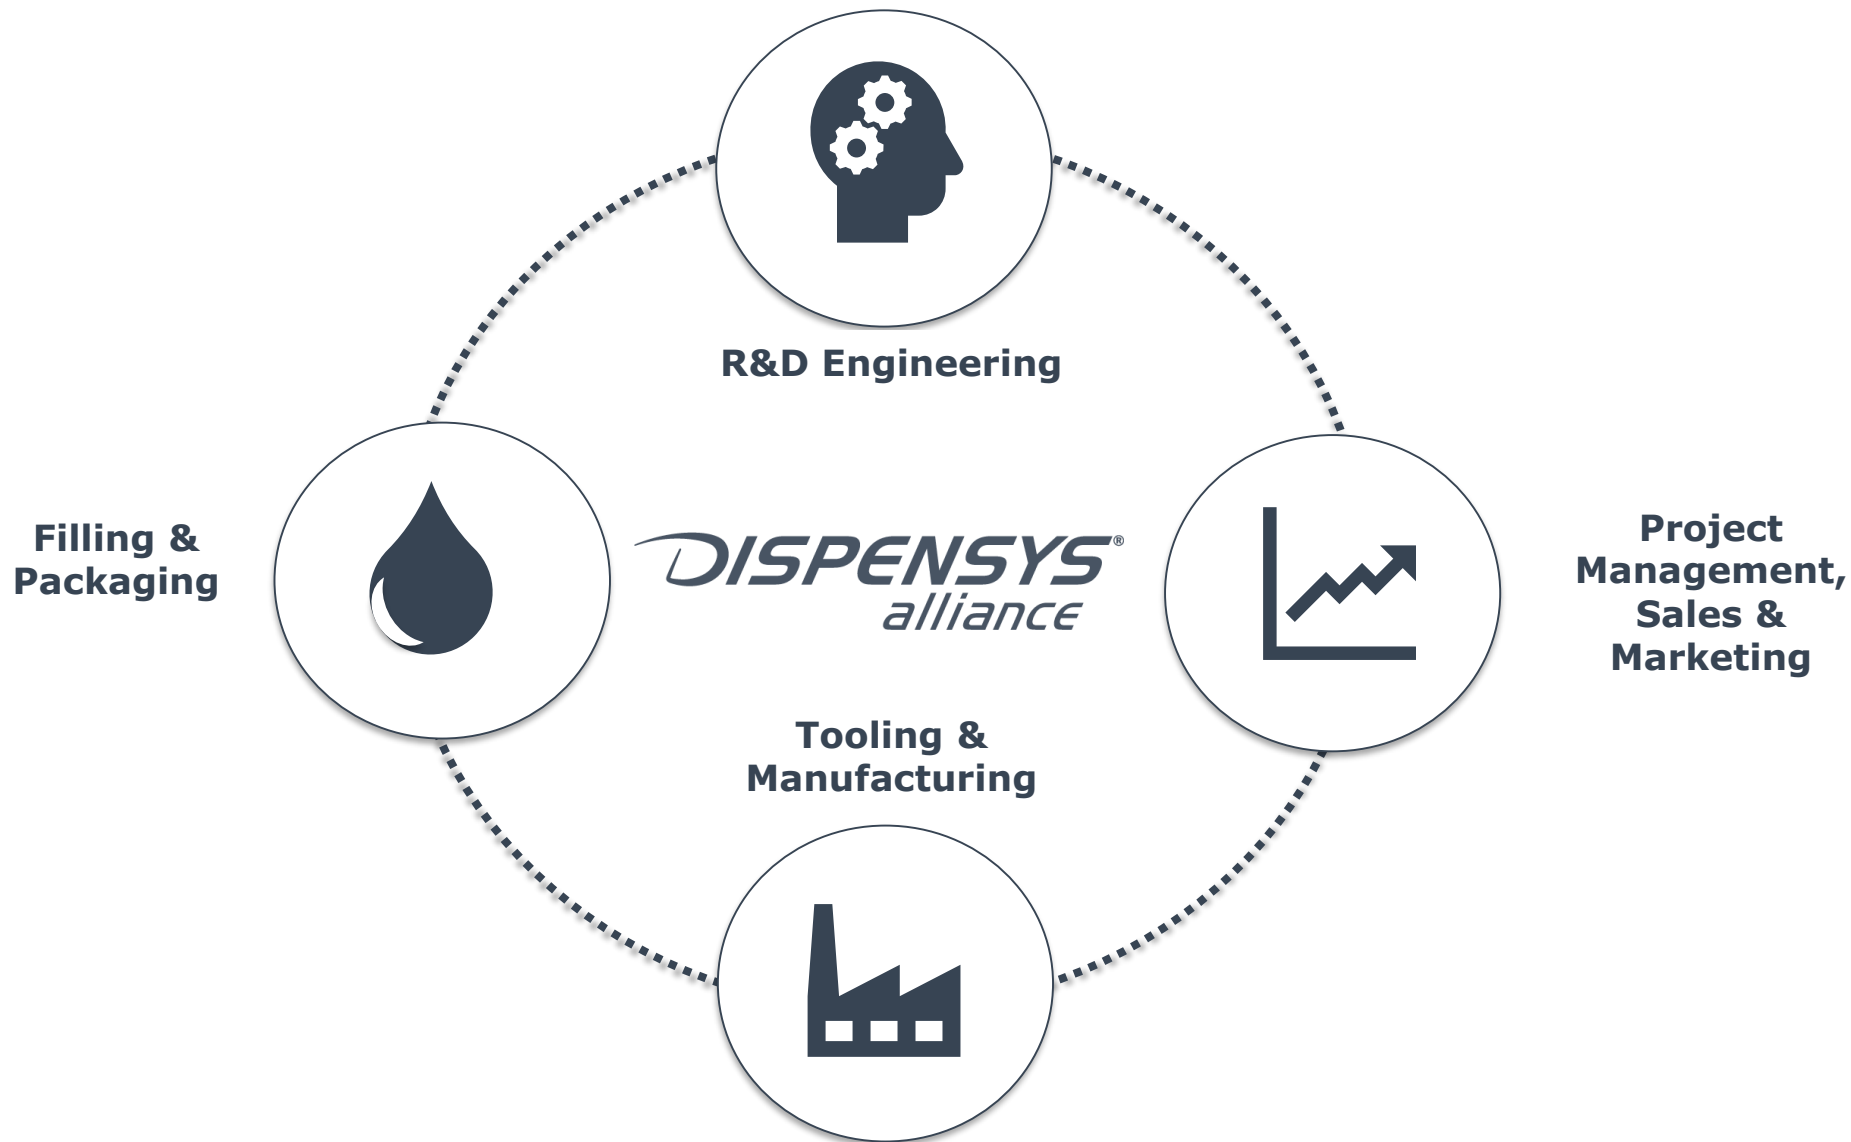 R&D Engineering
Filling &
Packaging
DISPENSYS®
alliance
Project
Management,
Sales &
Marketing
Tooling &
Manufacturing